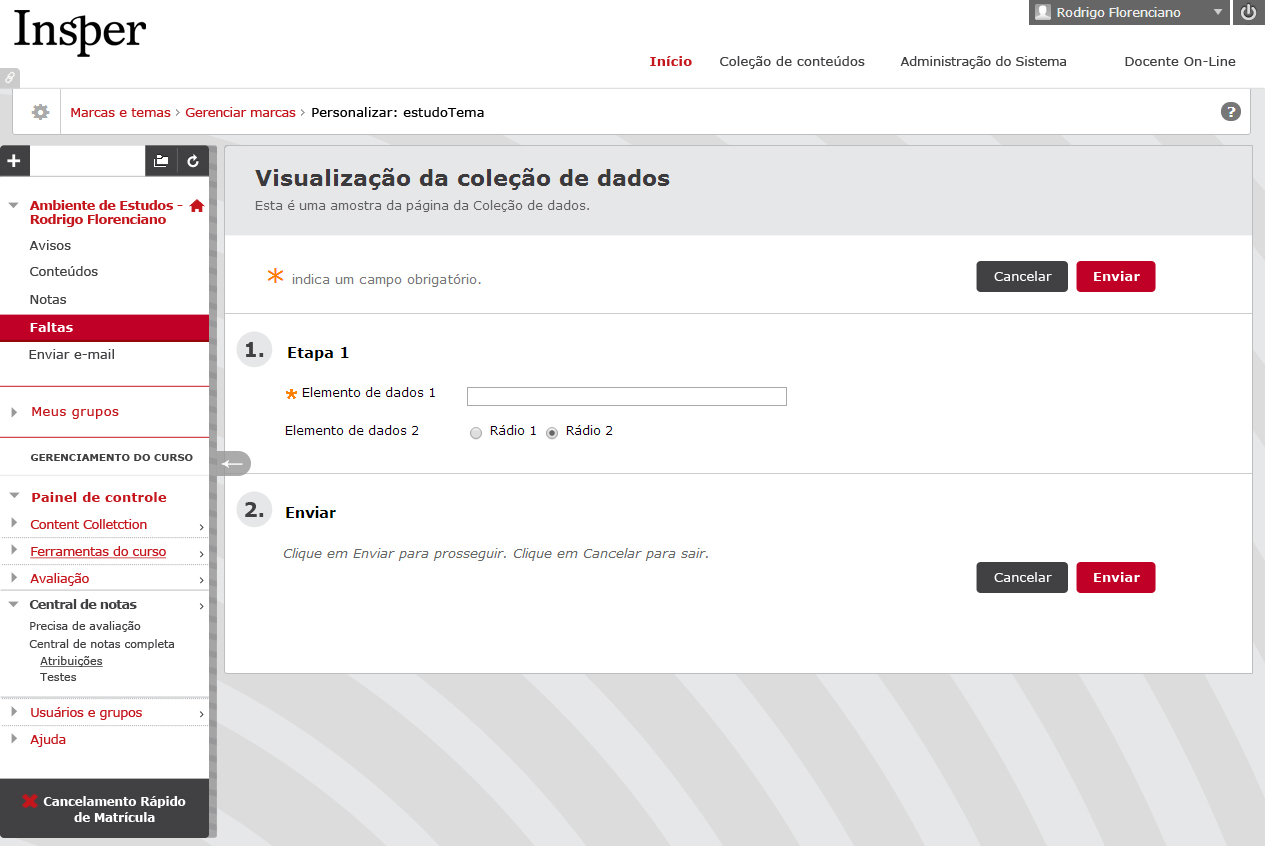 Insper
Rodrigo Florenciano
Início Coleção de conteúdos Administração do Sistema Docente On-Line
Marcas e temas › Gerenciar marcas › Personalizar: estudoTema
?
Ambiente de Estudos -
Rodrigo Florenciano
Avisos
Conteúdos
Notas
Faltas
Enviar e-mail
Meus grupos
GERENCIAMENTO DO CURSO
Painel de controle
Content Colletction
Ferramentas do curso
Avaliação
Central de notas
Precisa de avaliação
Central de notas completa
Atribuições
Testes
Usuários e grupos
Ajuda
Cancelamento Rápido
de Matrícula
Visualização da coleção de dados
Esta é uma amostra da página da Coleção de dados.
* indica um campo obrigatório.
Cancelar Enviar
1. Etapa 1
* Elemento de dados 1
Elemento de dados 2 Rádio 1 Rádio 2
2. Enviar
Clique em Enviar para prosseguir. Clique em Cancelar para sair.
Cancelar Enviar